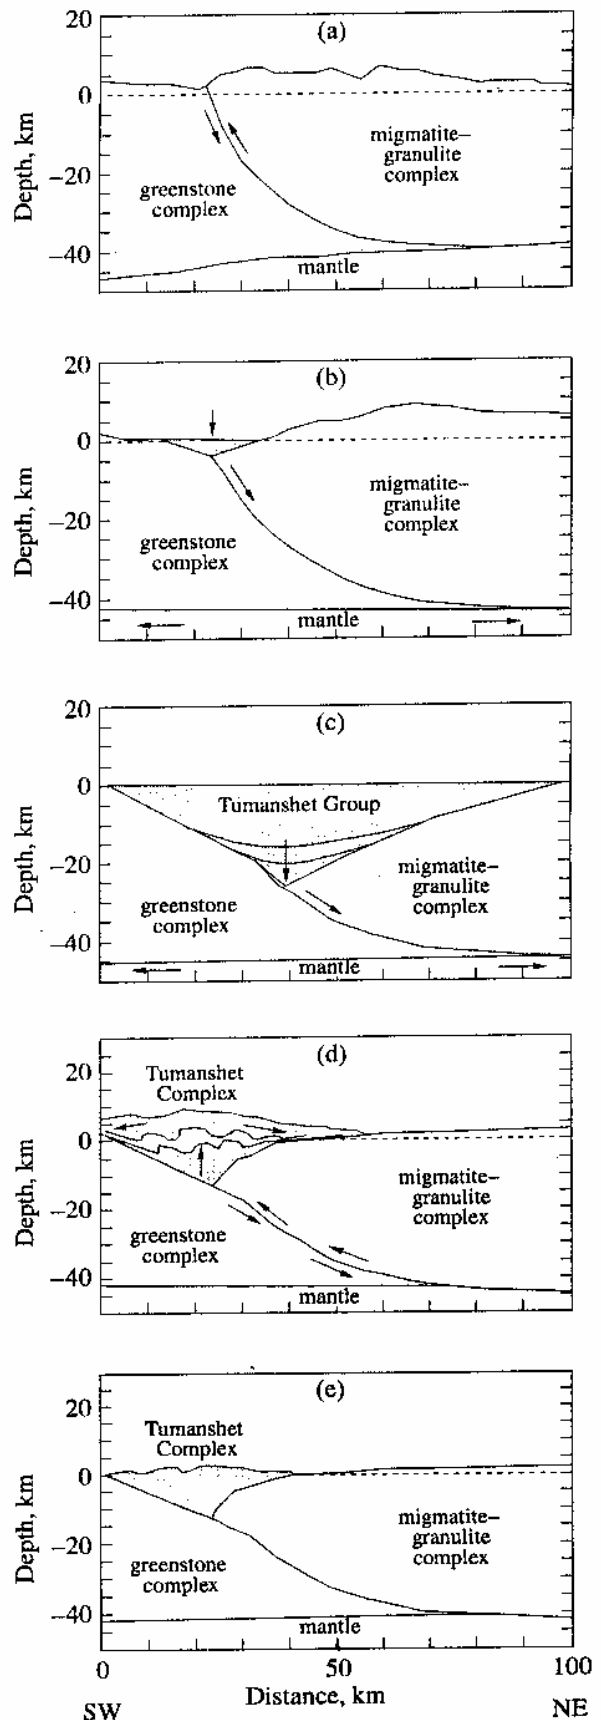 (a)
20
0
−20
−40
Depth, km
greenstone
complex
migmatite–
granulite
complex
mantle
(b)
20
0
−20
−40
Depth, km
greenstone
complex
migmatite–
granulite
complex
mantle
(c)
20
0
−20
−40
Depth, km
Tumanshet Group
greenstone
complex
migmatite–
granulite
complex
mantle
(d)
20
0
−20
−40
Depth, km
Tumanshet
Complex
greenstone
complex
migmatite–
granulite
complex
mantle
(e)
20
0
−20
−40
Depth, km
Tumanshet
Complex
greenstone
complex
migmatite–
granulite
complex
mantle
0 50 100
SW Distance, km NE